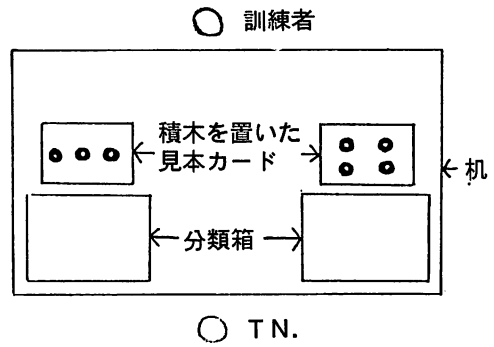 訓練者
積木を置いた
見本カード
机
分類箱
TN.